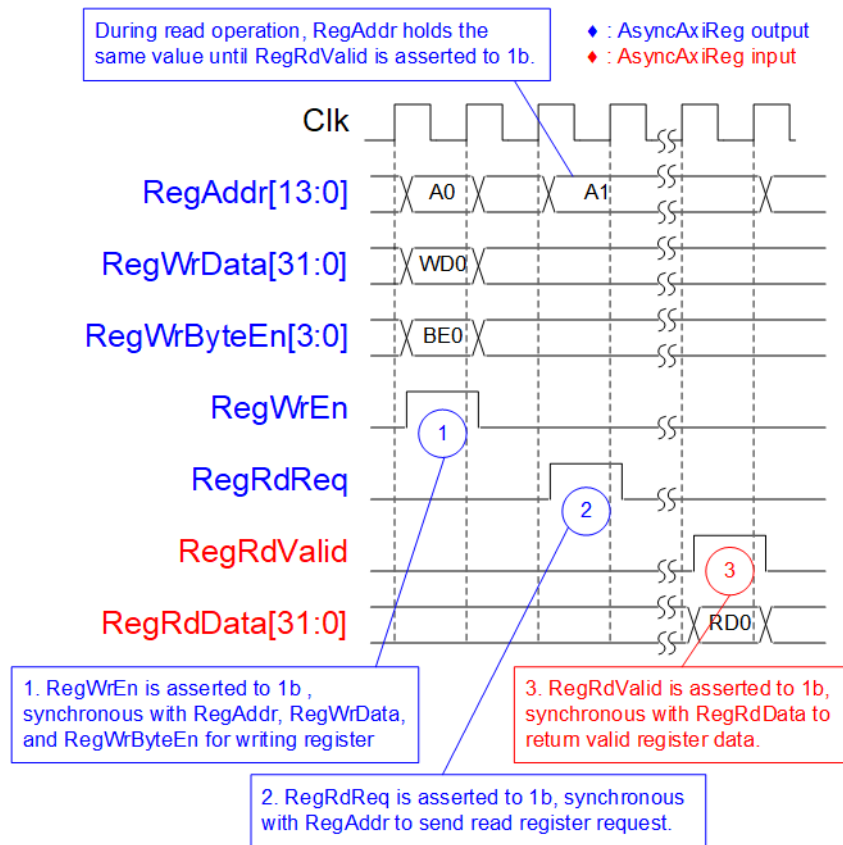 During read operation, RegAddr holds the
same value until RegRdValid is asserted to 1b.
♦ : AsyncAxiReg output
♦ : AsyncAxiReg input
Clk
RegAddr[13:0]
A0
A1
RegWrData[31:0]
WD0
RegWrByteEn[3:0]
BE0
RegWrEn
1
RegRdReq
2
RegRdValid
3
RegRdData[31:0]
RD0
1. RegWrEn is asserted to 1b ,
synchronous with RegAddr, RegWrData,
and RegWrByteEn for writing register
3. RegRdValid is asserted to 1b,
synchronous with RegRdData to
return valid register data.
2. RegRdReq is asserted to 1b, synchronous
with RegAddr to send read register request.